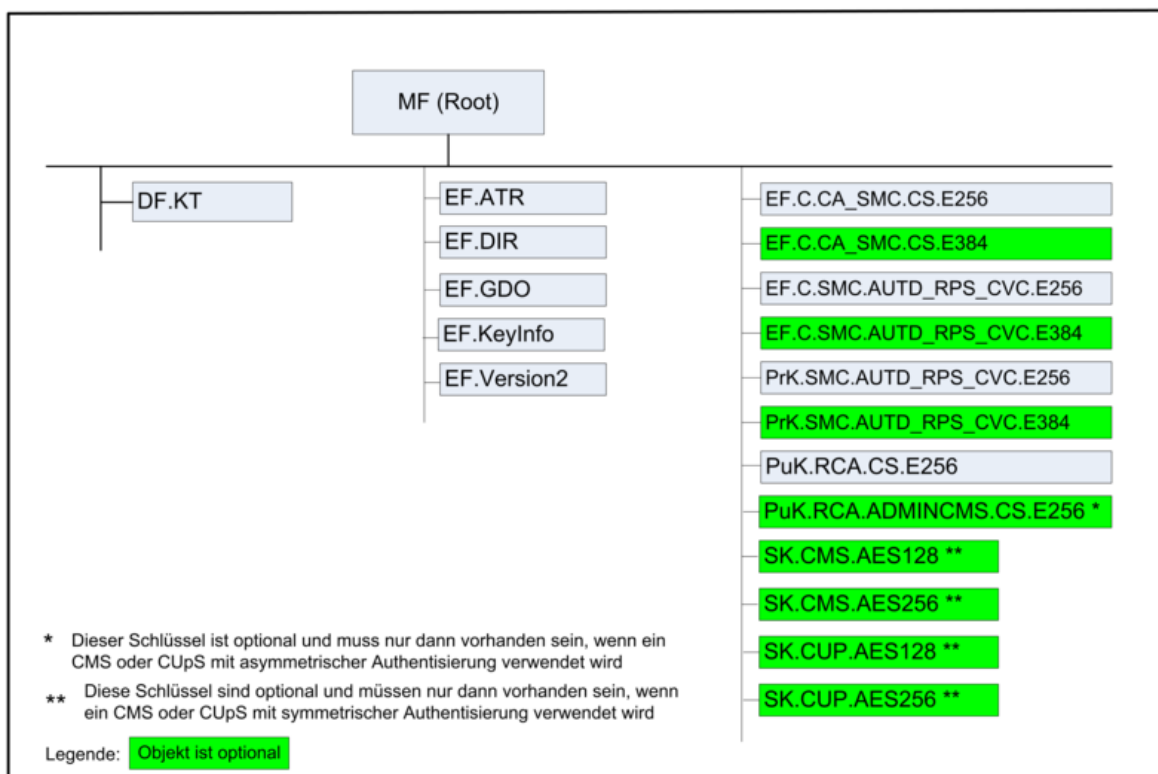 MF (Root)
DF.KT
EF.ATR
EF.DIR
EF.GDO
EF.KeyInfo
EF.Version2
EF.C.CA_SMC.CS.E256
EF.C.CA_SMC.CS.E384
EF.C.SMC.AUTD_RPS_CVC.E256
EF.C.SMC.AUTD_RPS_CVC.E384
PrK.SMC.AUTD_RPS_CVC.E256
PrK.SMC.AUTD_RPS_CVC.E384
PuK.RCA.CS.E256
PuK.RCA.ADMINCMS.CS.E256 *
SK.CMS.AES128 **
SK.CMS.AES256 **
SK.CUP.AES128 **
SK.CUP.AES256 **
* Dieser Schlüssel ist optional und muss nur dann vorhanden sein, wenn ein
CMS oder CUpS mit asymmetrischer Authentisierung verwendet wird
** Diese Schlüssel sind optional und müssen nur dann vorhanden sein, wenn
ein CMS oder CUpS mit symmetrischer Authentisierung verwendet wird
Legende: Objekt ist optional